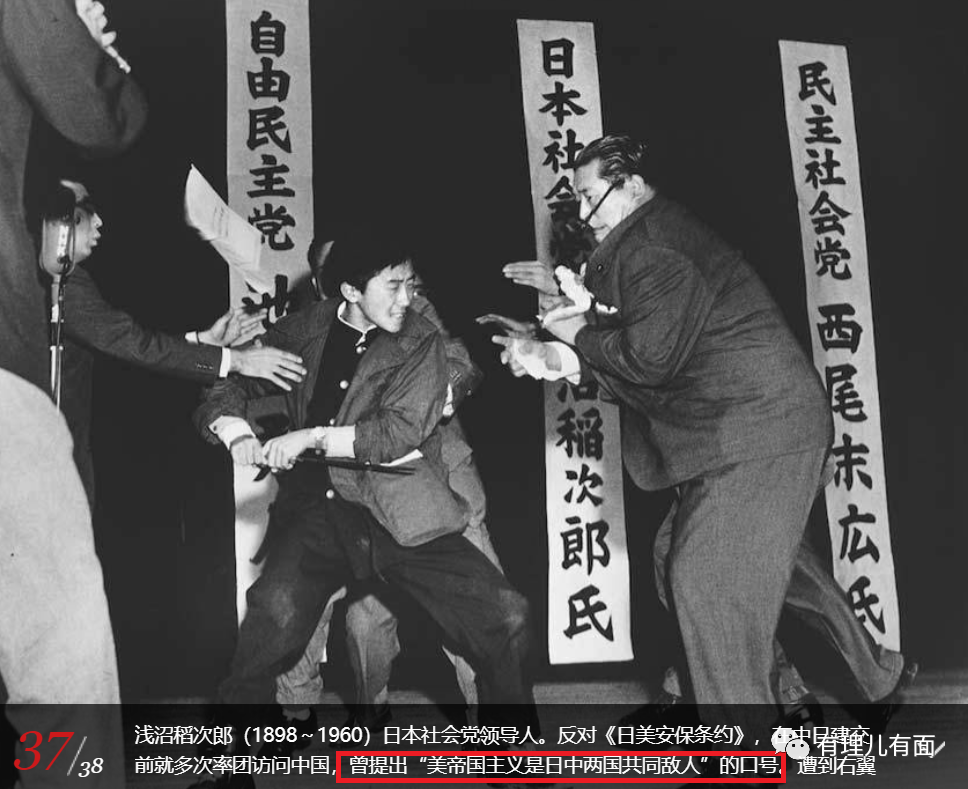 自由民主党 池
日本社会 沼稲次郎氏
民主社会党 西尾末広氏
37/38
浅沼稻次郎（1898～1960）日本社会党领导人。反对《日美安保条约》，在中日建交
前就多次率团访问中国，曾提出“美帝国主义是日中两国共同敌人”的口号。遭到右翼
有理儿有面